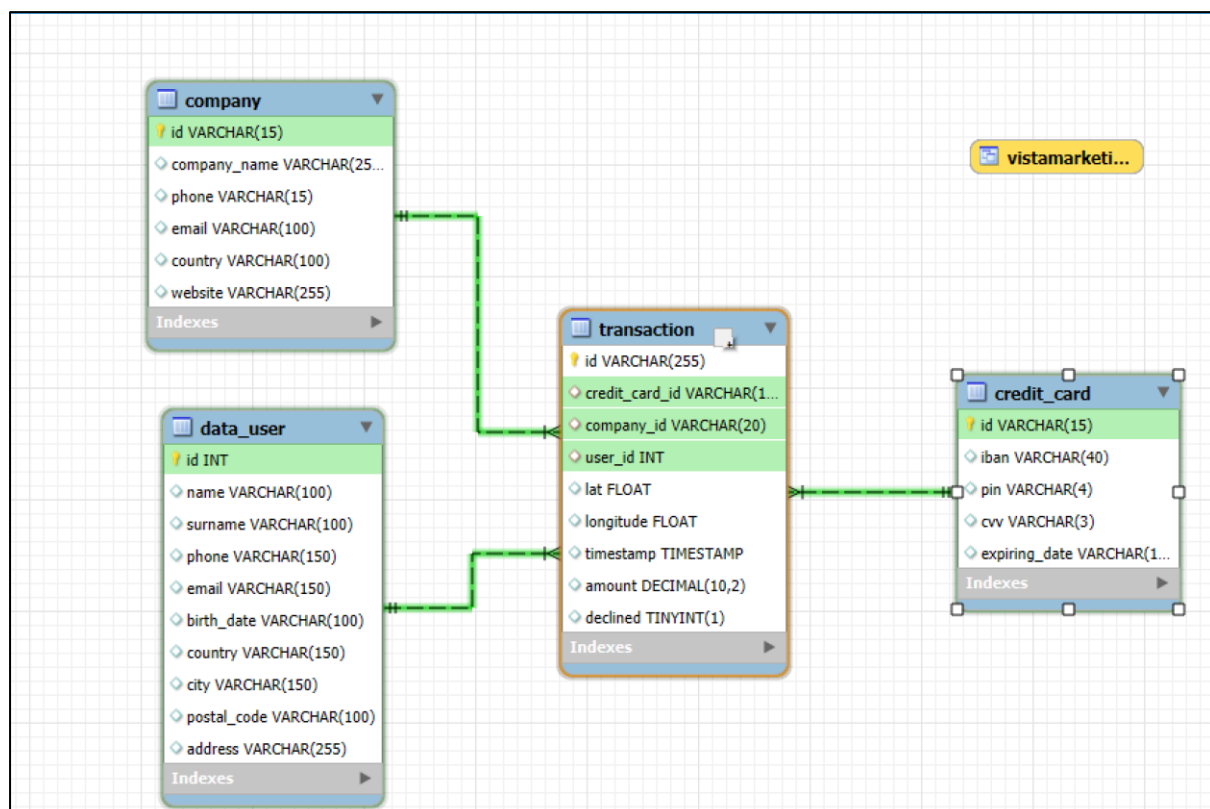 company
id VARCHAR(15)
company_name VARCHAR(25...
phone VARCHAR(15)
email VARCHAR(100)
country VARCHAR(100)
website VARCHAR(255)
Indexes
vistamarketi...
data_user
id INT
name VARCHAR(100)
surname VARCHAR(100)
phone VARCHAR(150)
email VARCHAR(150)
birth_date VARCHAR(100)
country VARCHAR(150)
city VARCHAR(150)
postal_code VARCHAR(100)
address VARCHAR(255)
Indexes
transaction
id VARCHAR(255)
credit_card_id VARCHAR(1...
company_id VARCHAR(20)
user_id INT
lat FLOAT
longitude FLOAT
timestamp TIMESTAMP
amount DECIMAL(10,2)
declined TINYINT(1)
Indexes
credit_card
id VARCHAR(15)
iban VARCHAR(40)
pin VARCHAR(4)
cvv VARCHAR(3)
expiring_date VARCHAR(1...
Indexes